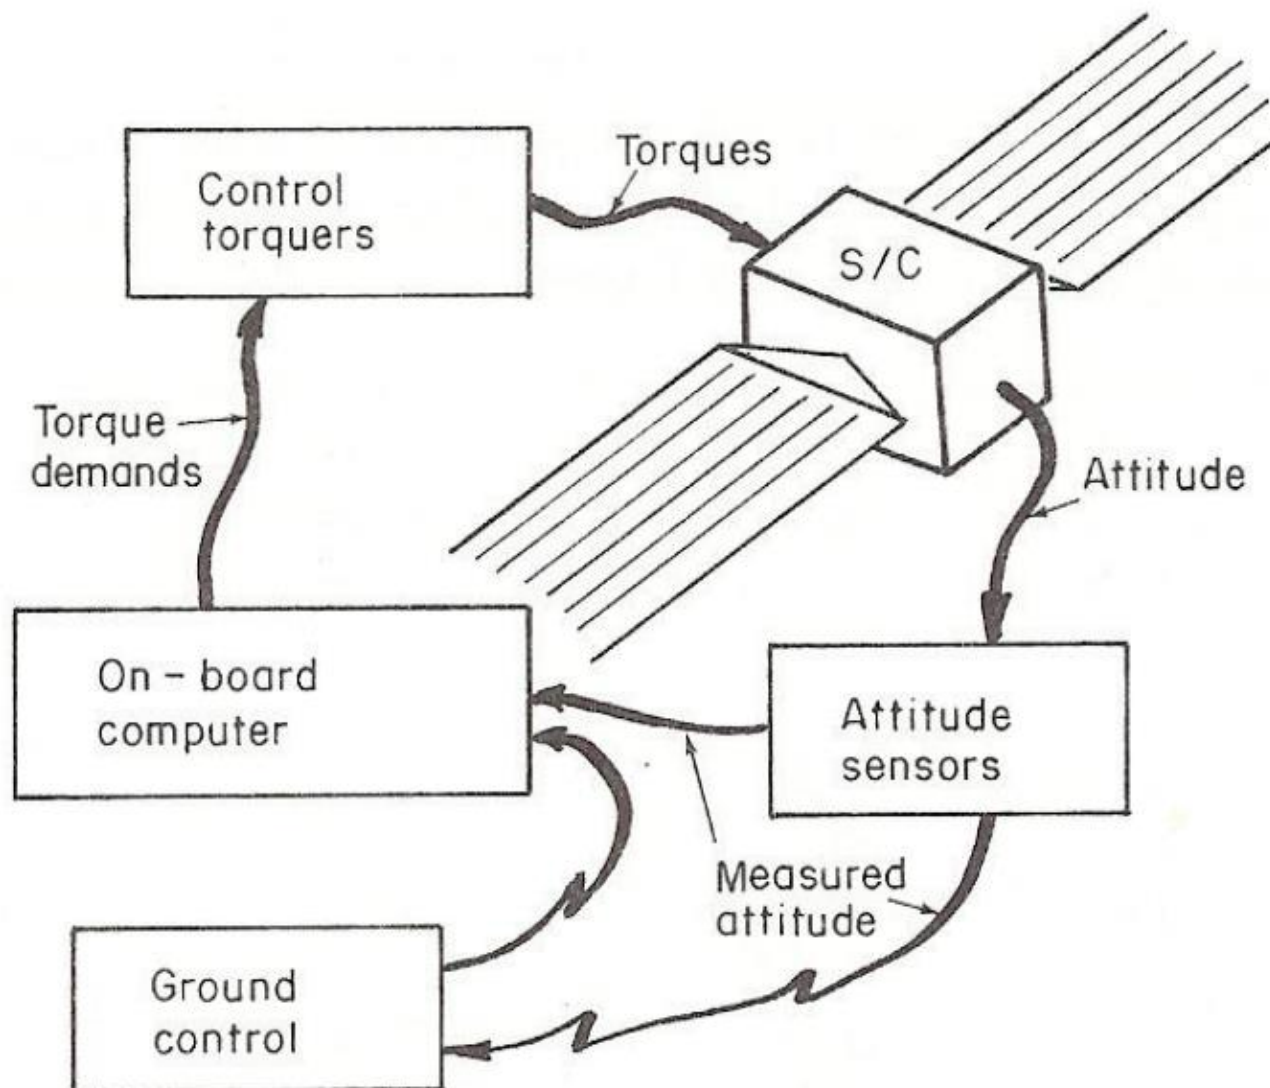 Torques
Control
torquers
S/C
Torque
demands
Attitude
On - board
computer
Attitude
sensors
Measured
attitude
Ground
control